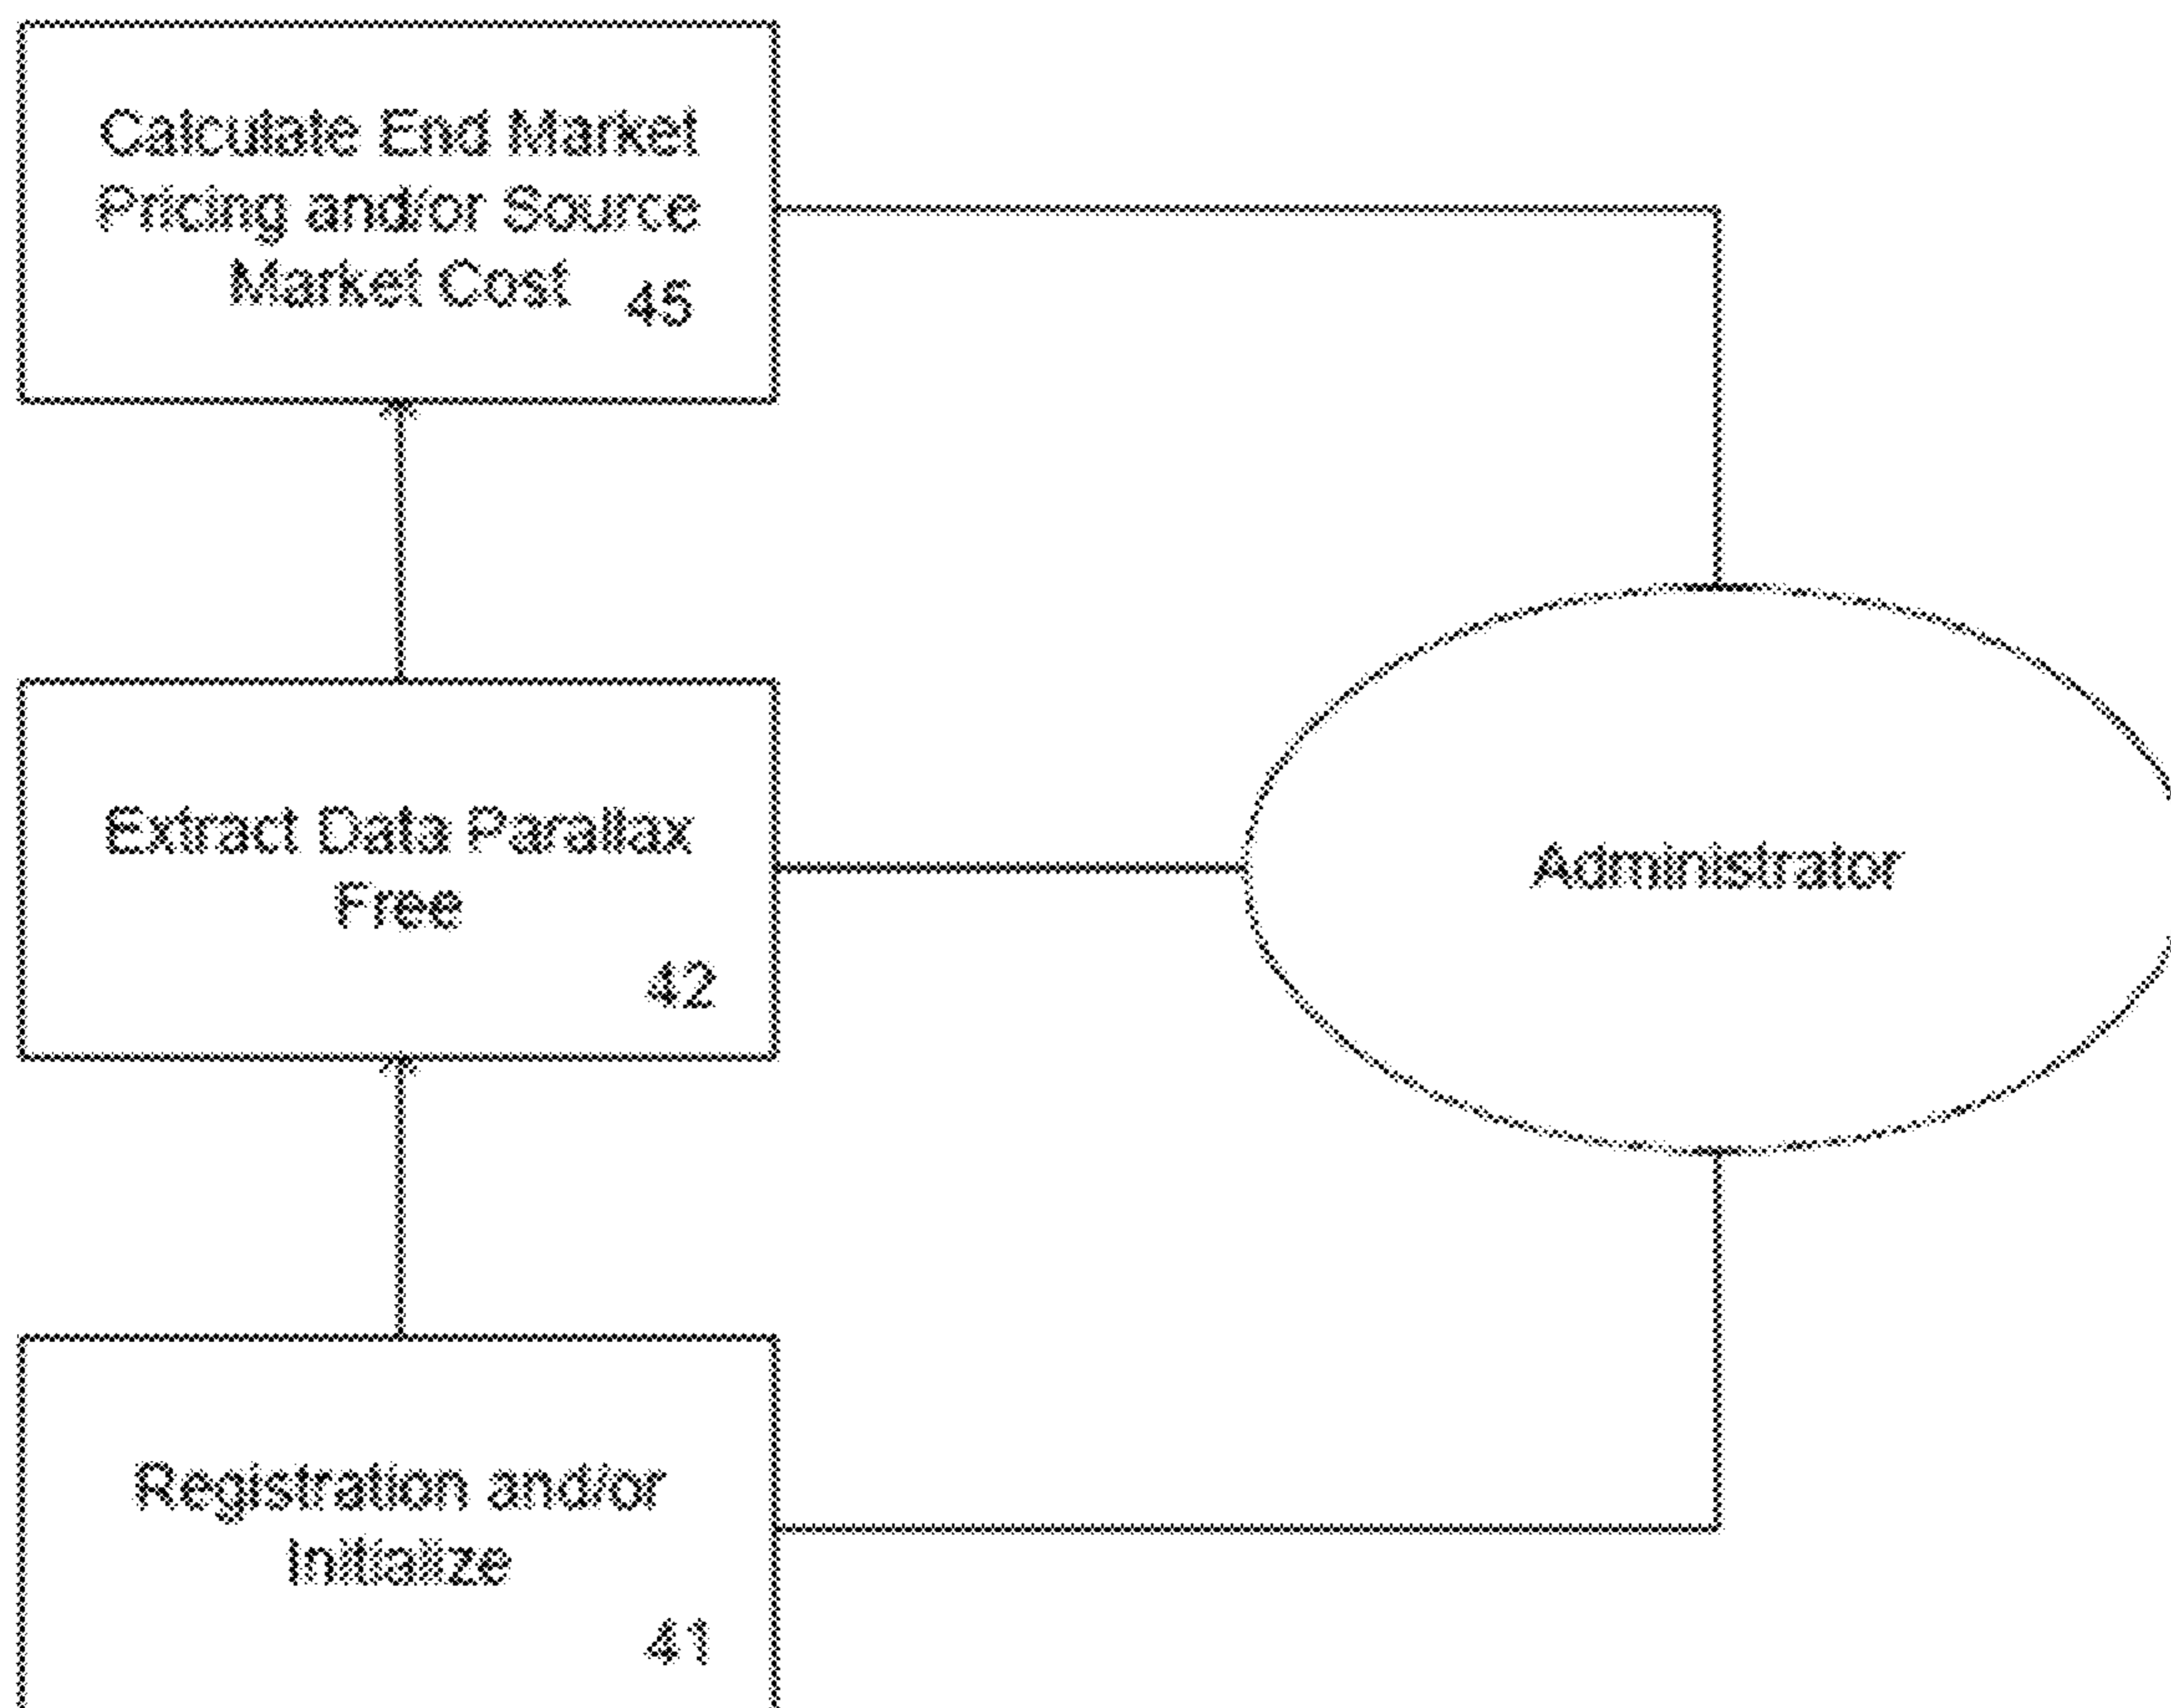 Calculate End Market
Pricing and/or Source
Market Cost
45
Extract Data Parallax
Free
42
Administrator
Registration and/or
Initialize
41